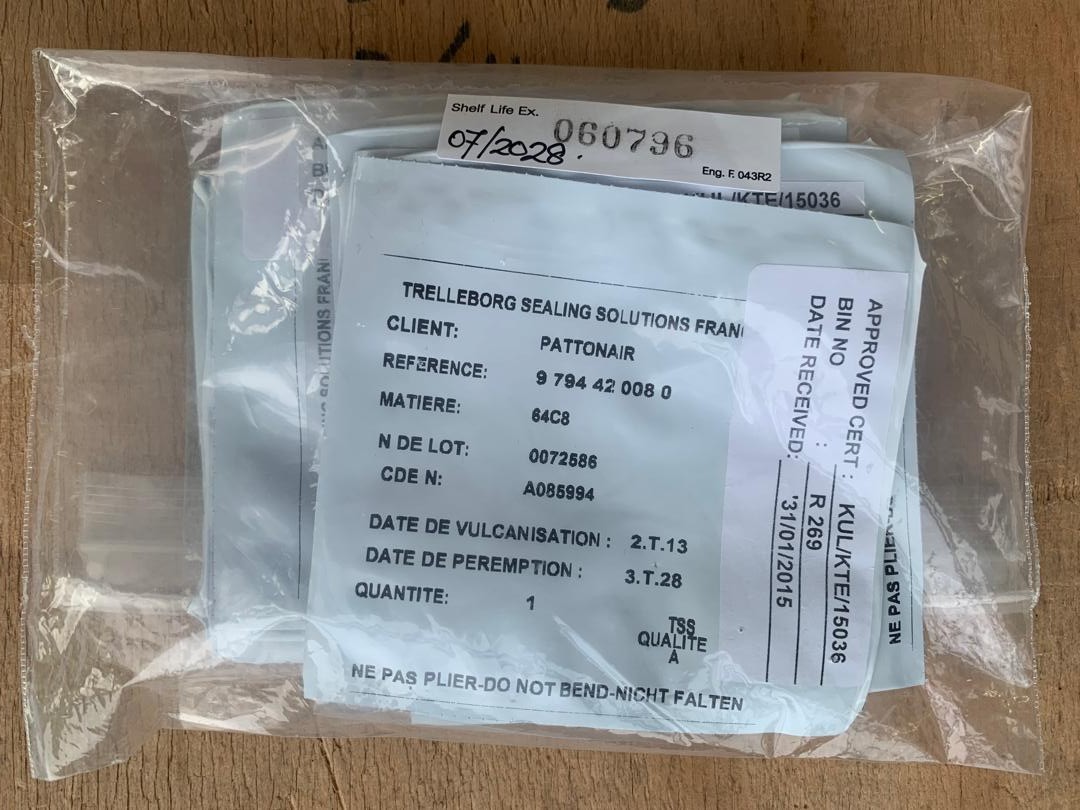 Shelf Life Ex.
07/2028. 060796
Eng. F. 043R2
/KTE/15036
TRELLEBORG SEALING SOLUTIONS FRAN
CLIENT: PATTONAIR
REFERENCE: 9 794 42 008 0
MATIERE: 64C8
N DE LOT: 0072586
CDE N: A085994
DATE DE VULCANISATION : 2.T.13
DATE DE PEREMPTION : 3.T.28
QUANTITE: 1
TSS
QUALITE
A
NE PAS PLIER-DO NOT BEND-NICHT FALTEN
APPROVED CERT : KUL/KTE/15036
BIN NO : R 269
DATE RECEIVED: '31/01/2015
NE PAS PLIER
SOLUTIONS FRAN